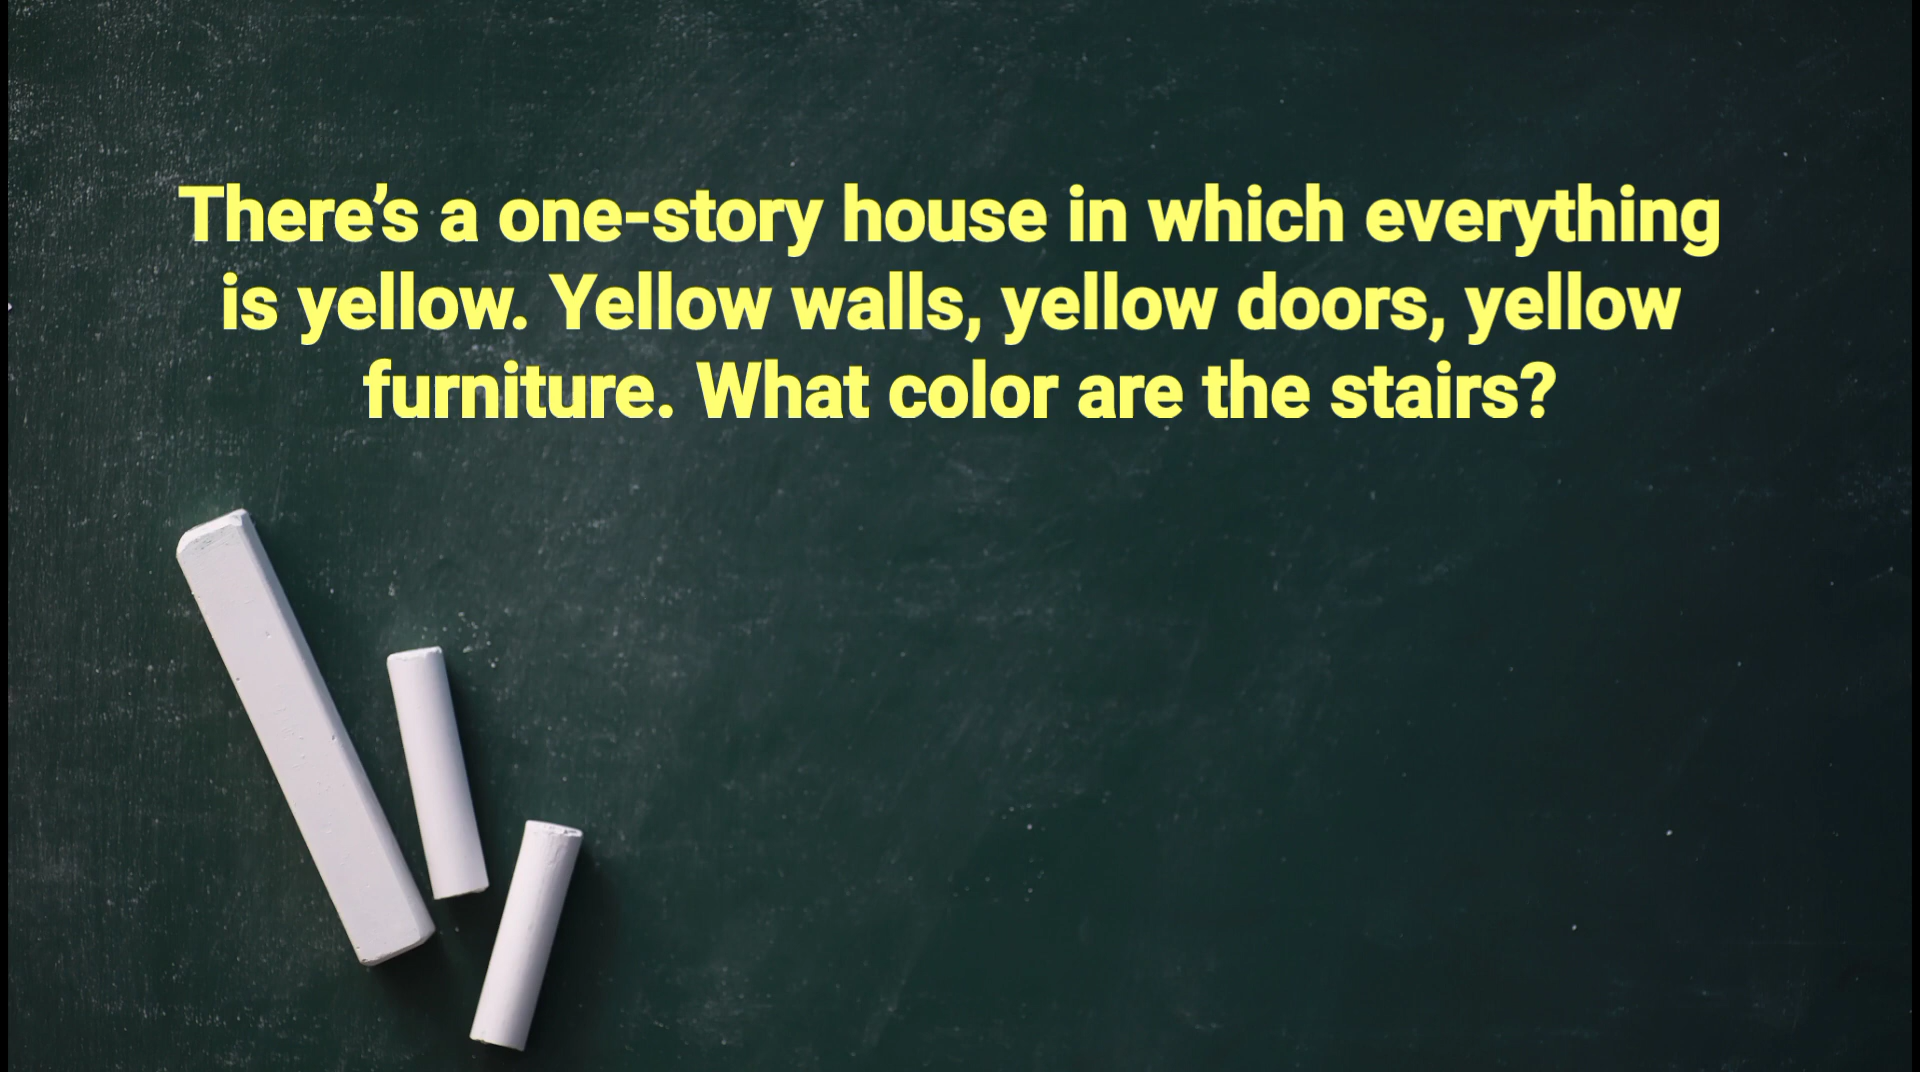 There’s a one-story house in which everything
is yellow. Yellow walls, yellow doors, yellow
furniture. What color are the stairs?